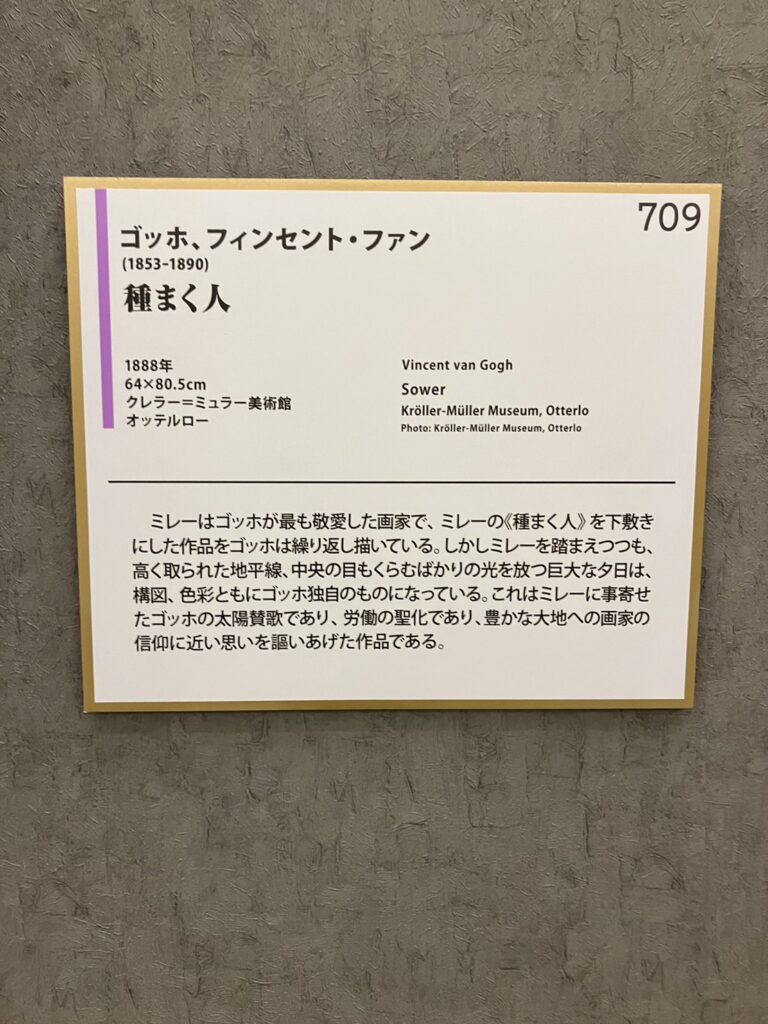 709
ゴッホ、フィンセント・ファン
(1853-1890)
種まく人
1888年
64×80.5cm
クレラー＝ミュラー美術館
オッテルロー
Vincent van Gogh
Sower
Kröller-Müller Museum, Otterlo
Photo: Kröller-Müller Museum, Otterlo
ミレーはゴッホが最も敬愛した画家で、ミレーの《種まく人》を下敷き
にした作品をゴッホは繰り返し描いている。しかしミレーを踏まえつつも、
高く取られた地平線、中央の目もくらむばかりの光を放つ巨大な夕日は、
構図、色彩ともにゴッホ独自のものになっている。これはミレーに事寄せ
たゴッホの太陽賛歌であり、労働の聖化であり、豊かな大地への画家の
信仰に近い思いを謳いあげた作品である。